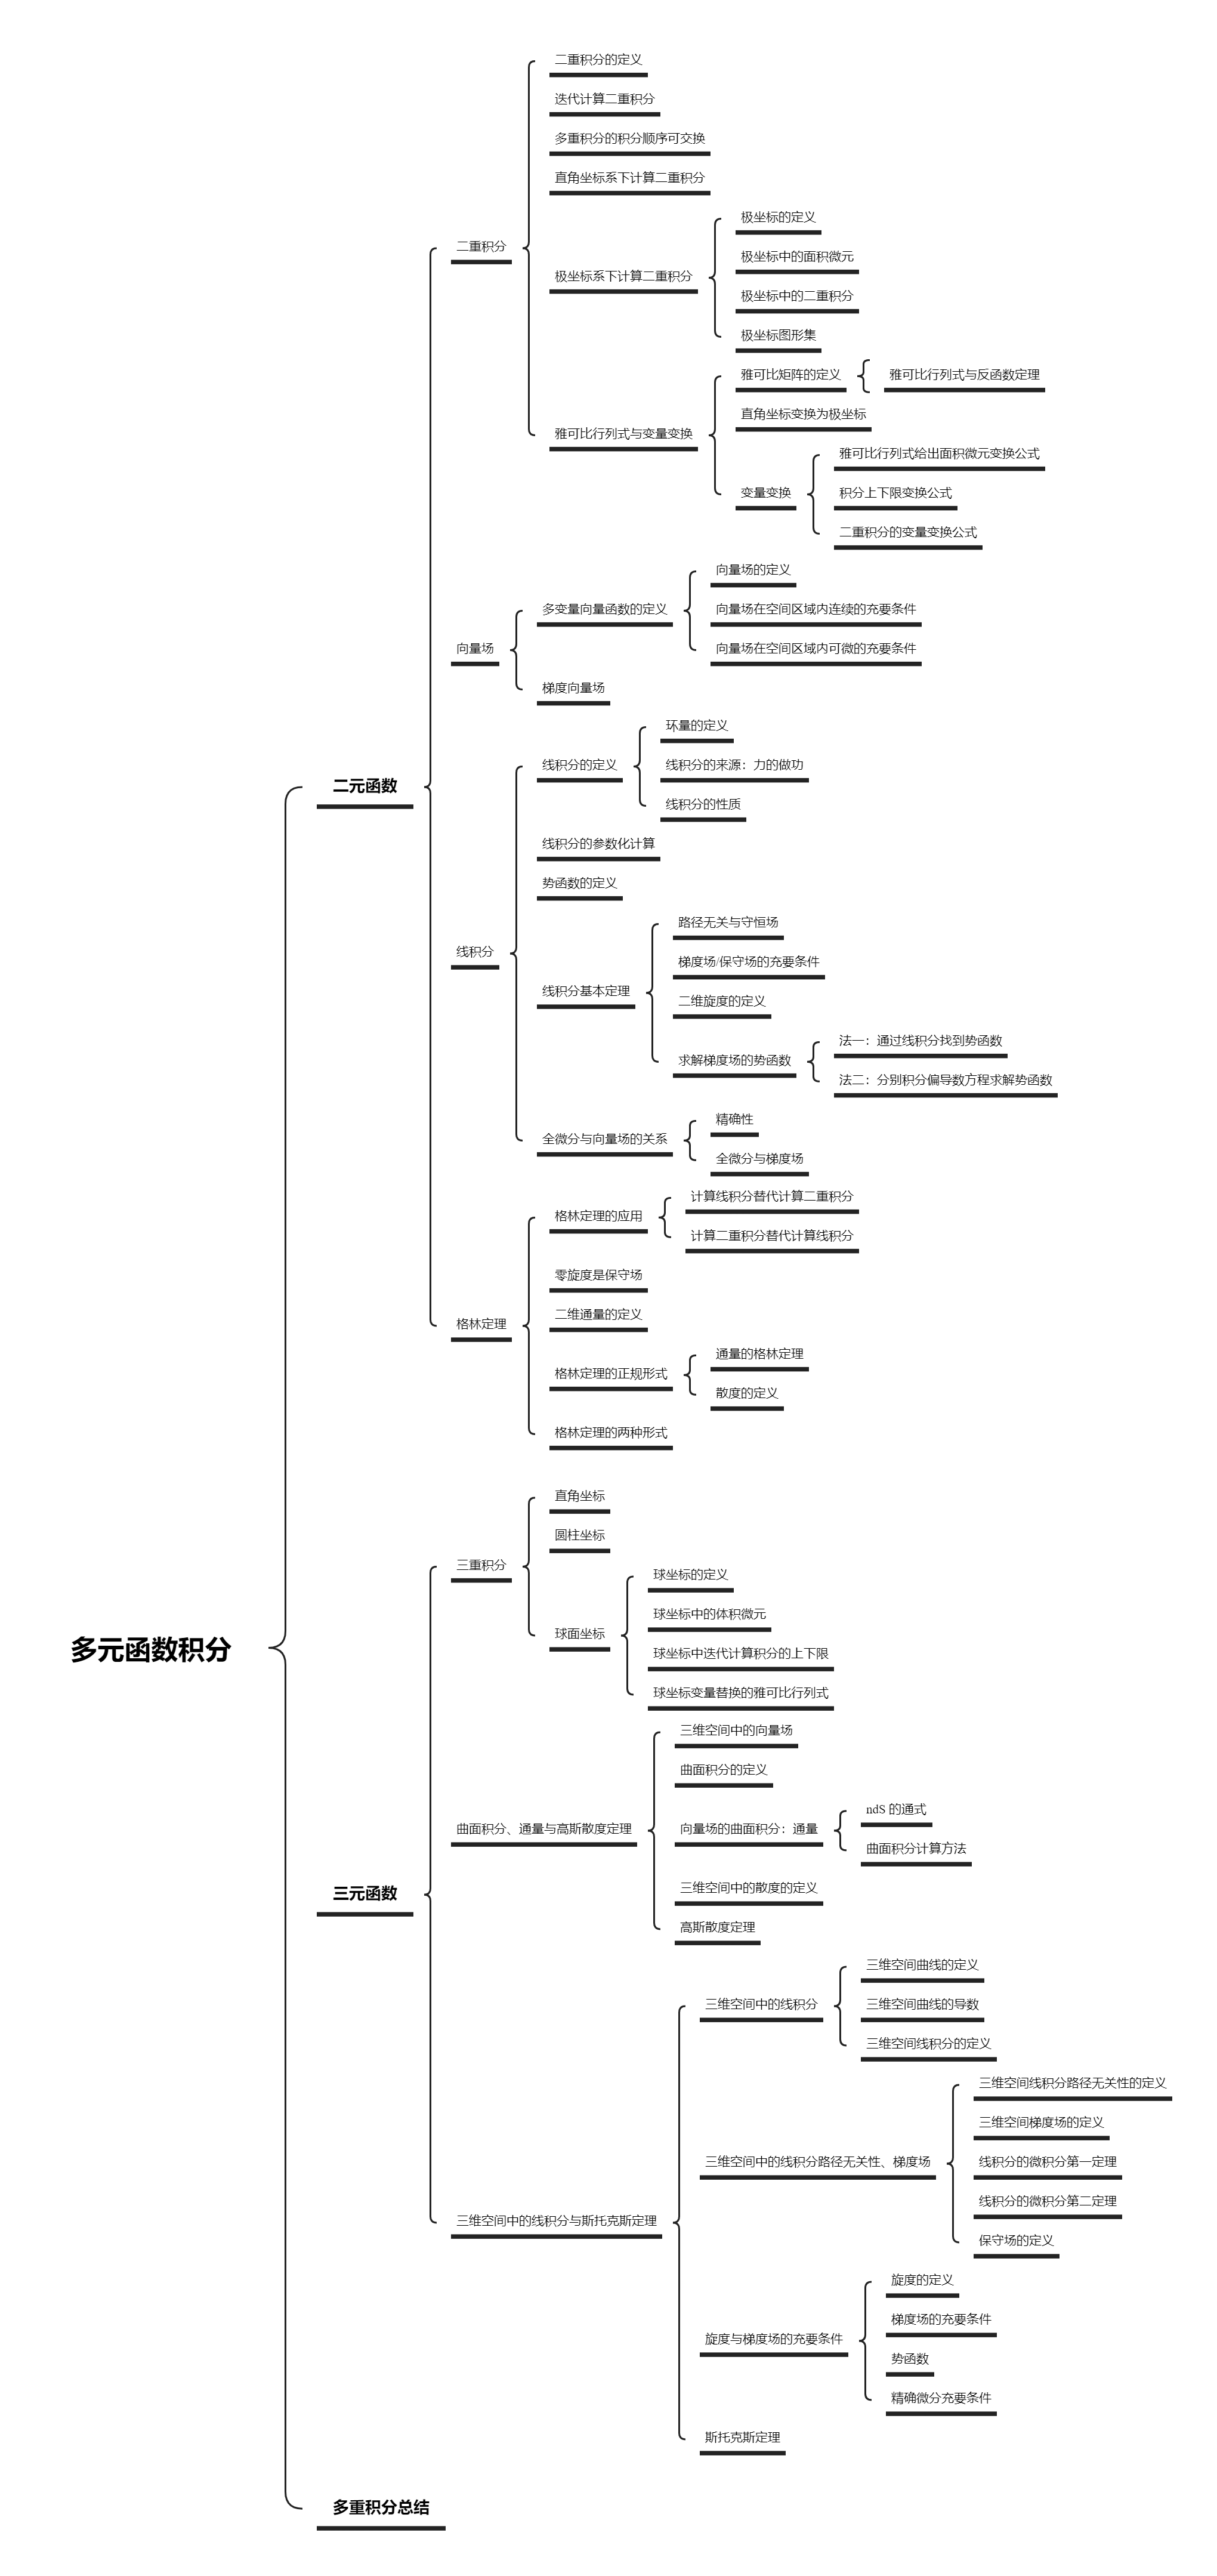 多元函数积分
二元函数
二重积分
二重积分的定义
迭代计算二重积分
多重积分的积分顺序可交换
直角坐标系下计算二重积分
极坐标系下计算二重积分
极坐标的定义
极坐标中的面积微元
极坐标中的二重积分
极坐标图形集
雅可比行列式与变量变换
雅可比矩阵的定义
雅可比行列式与反函数定理
直角坐标变换为极坐标
变量变换
雅可比行列式给出面积微元变换公式
积分上下限变换公式
二重积分的变量变换公式
向量场
多变量向量函数的定义
向量场的定义
向量场在空间区域内连续的充要条件
向量场在空间区域内可微的充要条件
梯度向量场
线积分
线积分的定义
环量的定义
线积分的来源：力的做功
线积分的性质
线积分的参数化计算
势函数的定义
线积分基本定理
路径无关与守恒场
梯度场/保守场的充要条件
二维旋度的定义
求解梯度场的势函数
法一：通过线积分找到势函数
法二：分别积分偏导数方程求解势函数
全微分与向量场的关系
精确性
全微分与梯度场
格林定理
格林定理的应用
计算线积分替代计算二重积分
计算二重积分替代计算线积分
零旋度是保守场
二维通量的定义
格林定理的正规形式
通量的格林定理
散度的定义
格林定理的两种形式
三元函数
三重积分
直角坐标
圆柱坐标
球面坐标
球坐标的定义
球坐标中的体积微元
球坐标中迭代计算积分的上下限
球坐标变量替换的雅可比行列式
曲面积分、通量与高斯散度定理
三维空间中的向量场
曲面积分的定义
向量场的曲面积分：通量
ndS 的通式
曲面积分计算方法
三维空间中的散度的定义
高斯散度定理
三维空间中的线积分与斯托克斯定理
三维空间中的线积分
三维空间曲线的定义
三维空间曲线的导数
三维空间线积分的定义
三维空间中的线积分路径无关性、梯度场
三维空间线积分路径无关性的定义
三维空间梯度场的定义
线积分的微积分第一定理
线积分的微积分第二定理
保守场的定义
旋度与梯度场的充要条件
旋度的定义
梯度场的充要条件
势函数
精确微分充要条件
斯托克斯定理
多重积分总结